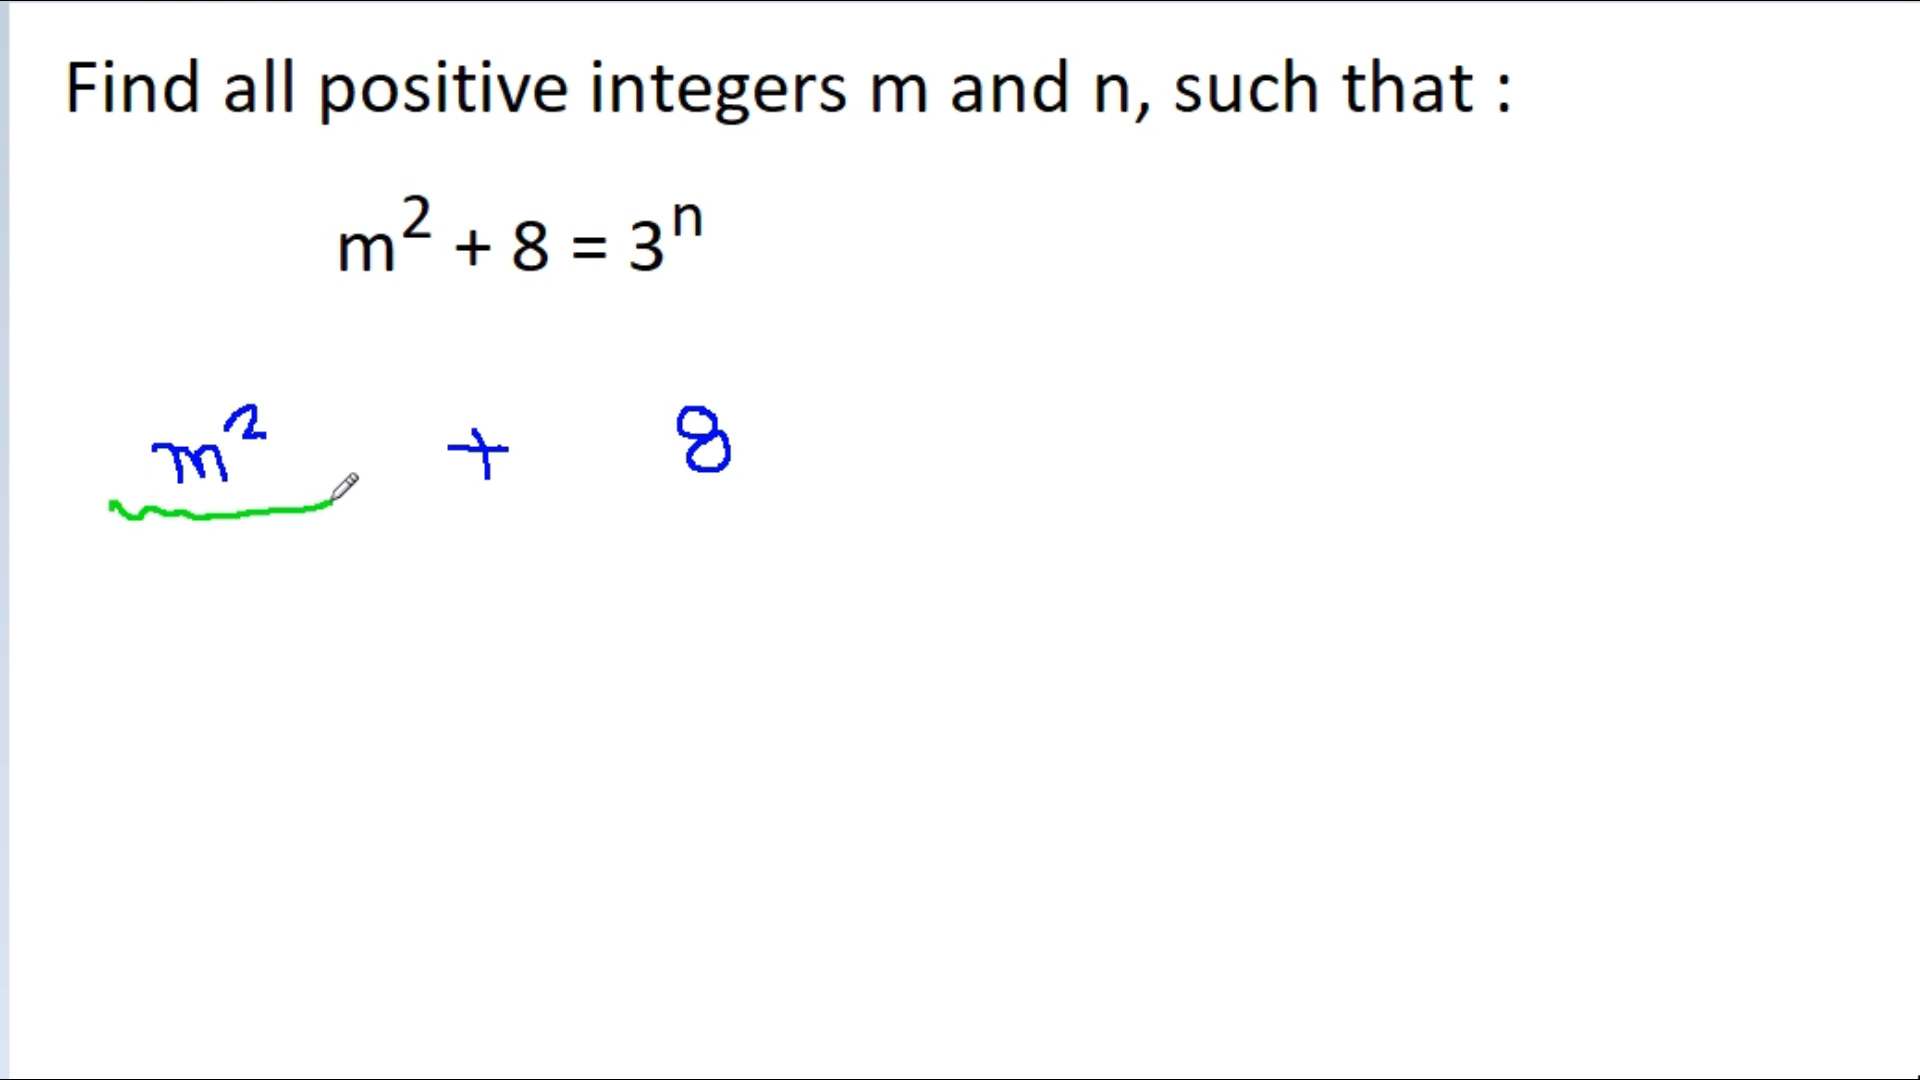 Find all positive integers m and n, such that :
m² + 8 = 3ⁿ
m² + 8